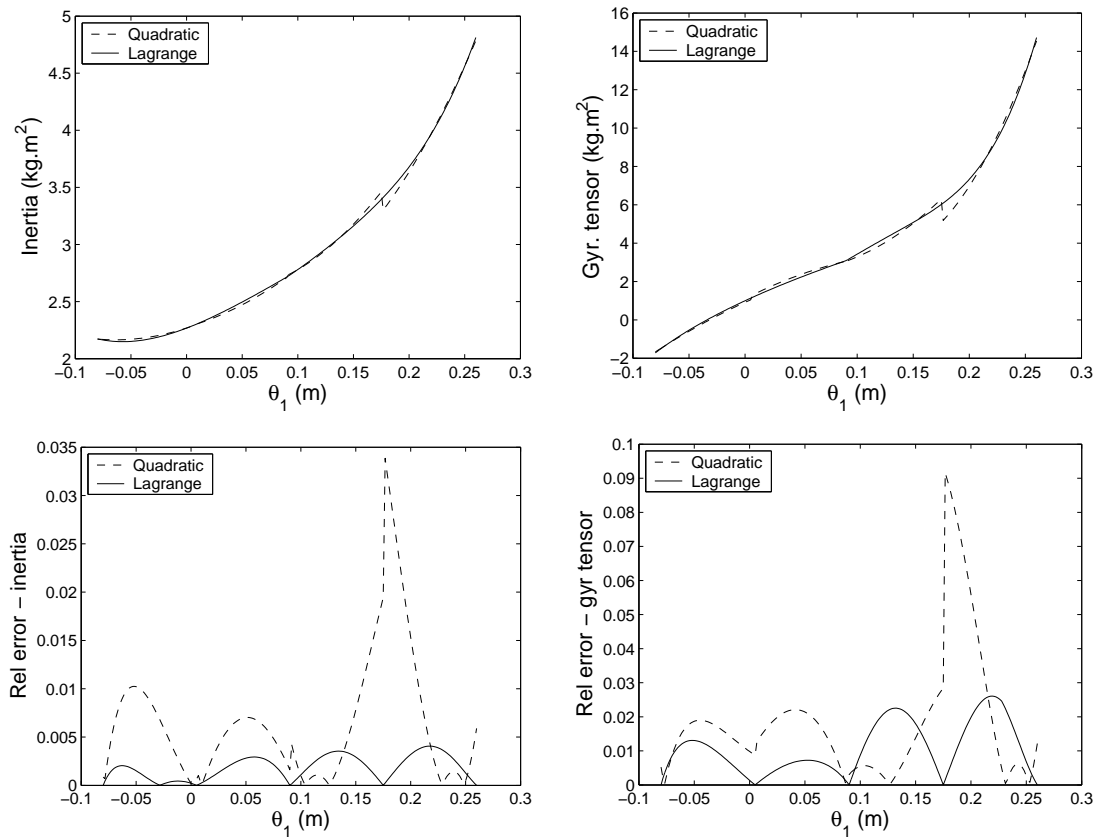 5
4.5
4
3.5
3
2.5
2
Inertia (kg.m²)
Quadratic
Lagrange
−0.1 −0.05 0 0.05 0.1 0.15 0.2 0.25 0.3
θ₁ (m)
16
14
12
10
8
6
4
2
0
−2
Gyr. tensor (kg.m²)
Quadratic
Lagrange
−0.1 −0.05 0 0.05 0.1 0.15 0.2 0.25 0.3
θ₁ (m)
0.035
0.03
0.025
0.02
0.015
0.01
0.005
0
Rel error − inertia
Quadratic
Lagrange
−0.1 −0.05 0 0.05 0.1 0.15 0.2 0.25 0.3
θ₁ (m)
0.1
0.09
0.08
0.07
0.06
0.05
0.04
0.03
0.02
0.01
0
Rel error − gyr tensor
Quadratic
Lagrange
−0.1 −0.05 0 0.05 0.1 0.15 0.2 0.25 0.3
θ₁ (m)